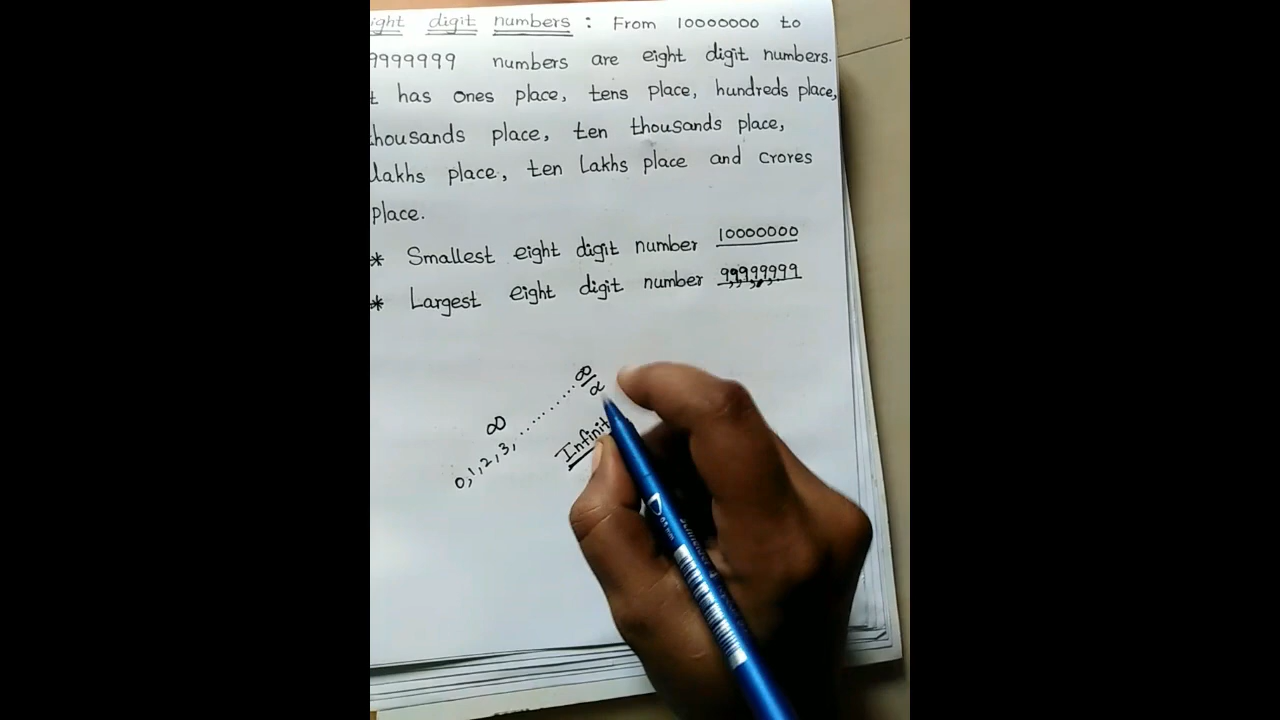 ight digit numbers : From 10000000 to
9999999 numbers are eight digit numbers.
t has ones place, tens place, hundreds place,
housands place, ten thousands place,
lakhs place, ten Lakhs place and crores
place.
* Smallest eight digit number 10000000
* Largest eight digit number 99999999
∞
∝
∞
0, 1, 2, 3, ..........
Infinit